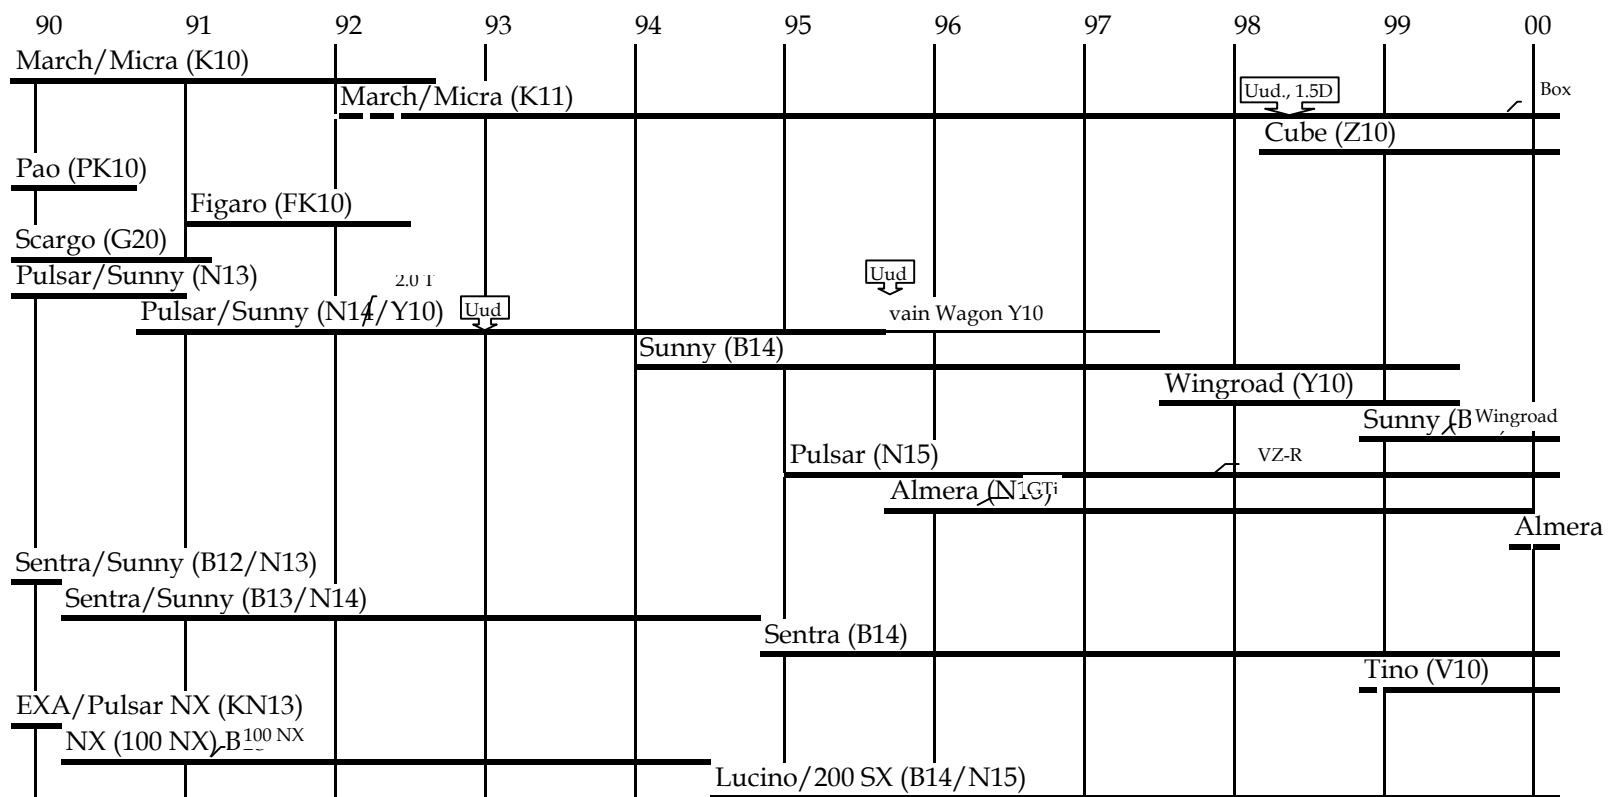 90 91 92 93 94 95 96 97 98 99 00
March/Micra (K10)
March/Micra (K11)
Uud., 1.5D
Box
Cube (Z10)
Pao (PK10)
Figaro (FK10)
Scargo (G20)
Pulsar/Sunny (N13)
2.0 T
Uud
Pulsar/Sunny (N14/Y10)
Uud
vain Wagon Y10
Sunny (B14)
Wingroad (Y10)
Sunny (B
Wingroad
Pulsar (N15)
VZ-R
Almera
GTi
Almera
Sentra/Sunny (B12/N13)
Sentra/Sunny (B13/N14)
Sentra (B14)
Tino (V10)
EXA/Pulsar NX (KN13)
NX (100 NX)
100 NX
Lucino/200 SX (B14/N15)